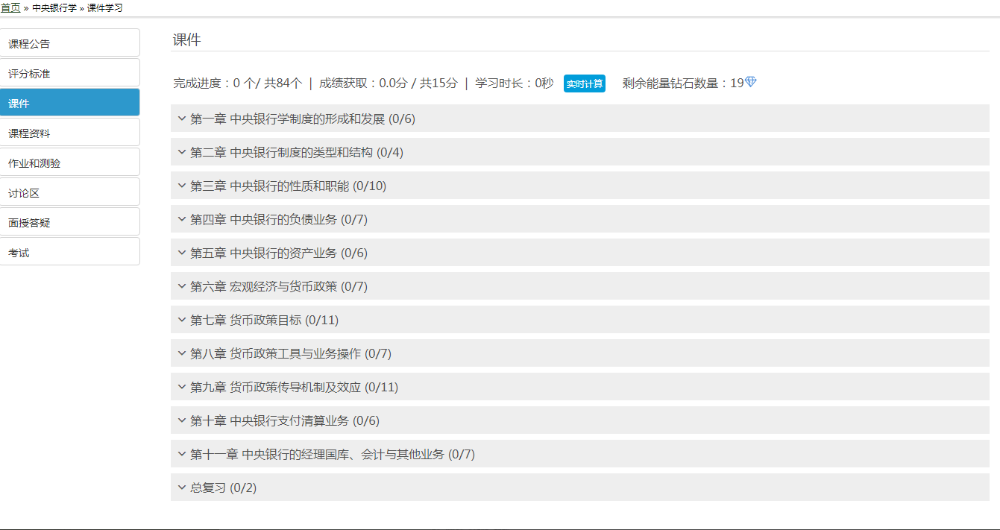 首页 » 中央银行学 » 课件学习
课程公告
评分标准
课件
课程资料
作业和测验
讨论区
面授答疑
考试
课件
完成进度：0 个/ 共84个 | 成绩获取：0.0分 / 共15分 | 学习时长：0秒 实时计算 剩余能量钻石数量：19
第一章 中央银行学制度的形成和发展 (0/6)
第二章 中央银行制度的类型和结构 (0/4)
第三章 中央银行的性质和职能 (0/10)
第四章 中央银行的负债业务 (0/7)
第五章 中央银行的资产业务 (0/6)
第六章 宏观经济与货币政策 (0/7)
第七章 货币政策目标 (0/11)
第八章 货币政策工具与业务操作 (0/7)
第九章 货币政策传导机制及效应 (0/11)
第十章 中央银行支付清算业务 (0/6)
第十一章 中央银行的经理国库、会计与其他业务 (0/7)
总复习 (0/2)